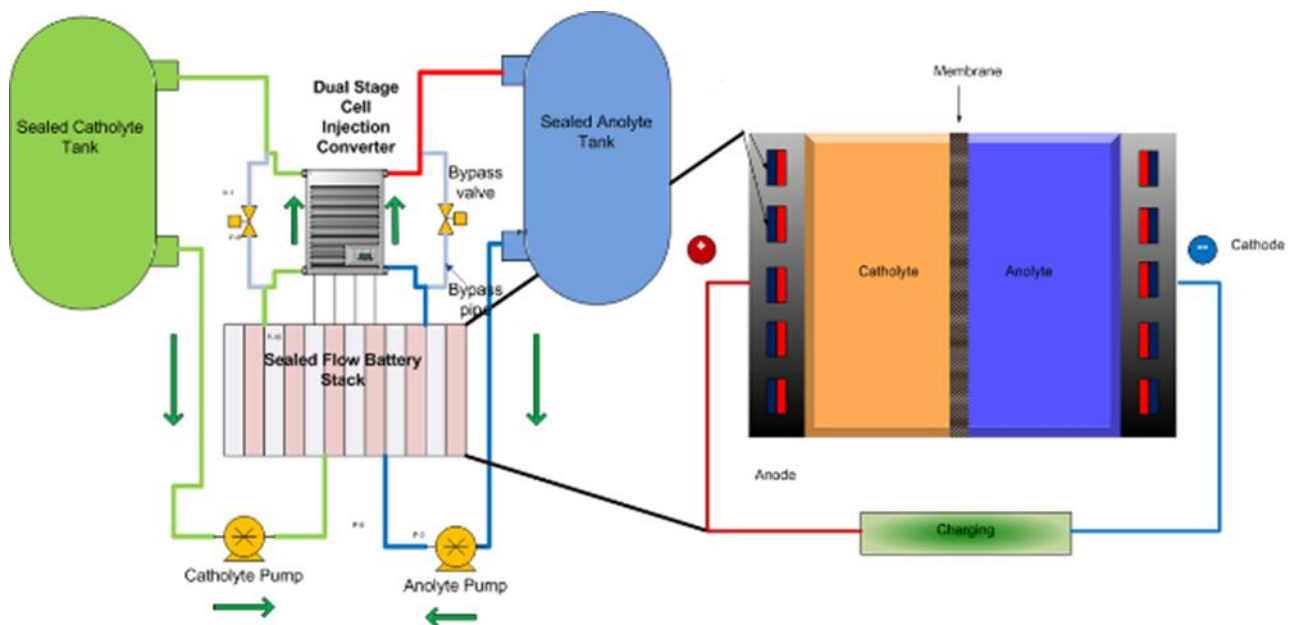 Sealed Catholyte
Tank
Dual Stage
Cell
Injection
Converter
Sealed Anolyte
Tank
Bypass
valve
Bypass
pipe
Sealed Flow Battery
Stack
Catholyte Pump
Anolyte Pump
Membrane
+
Catholyte
Anolyte
Cathode
Anode
Charging